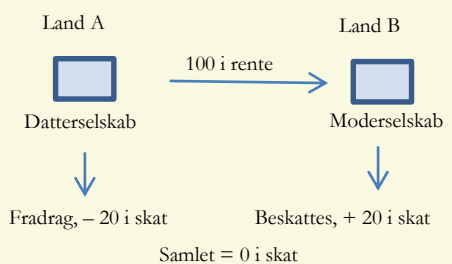 Land A
Land B
100 i rente
Datterselskab
Moderselskab
Fradrag, – 20 i skat
Beskattes, + 20 i skat
Samlet = 0 i skat